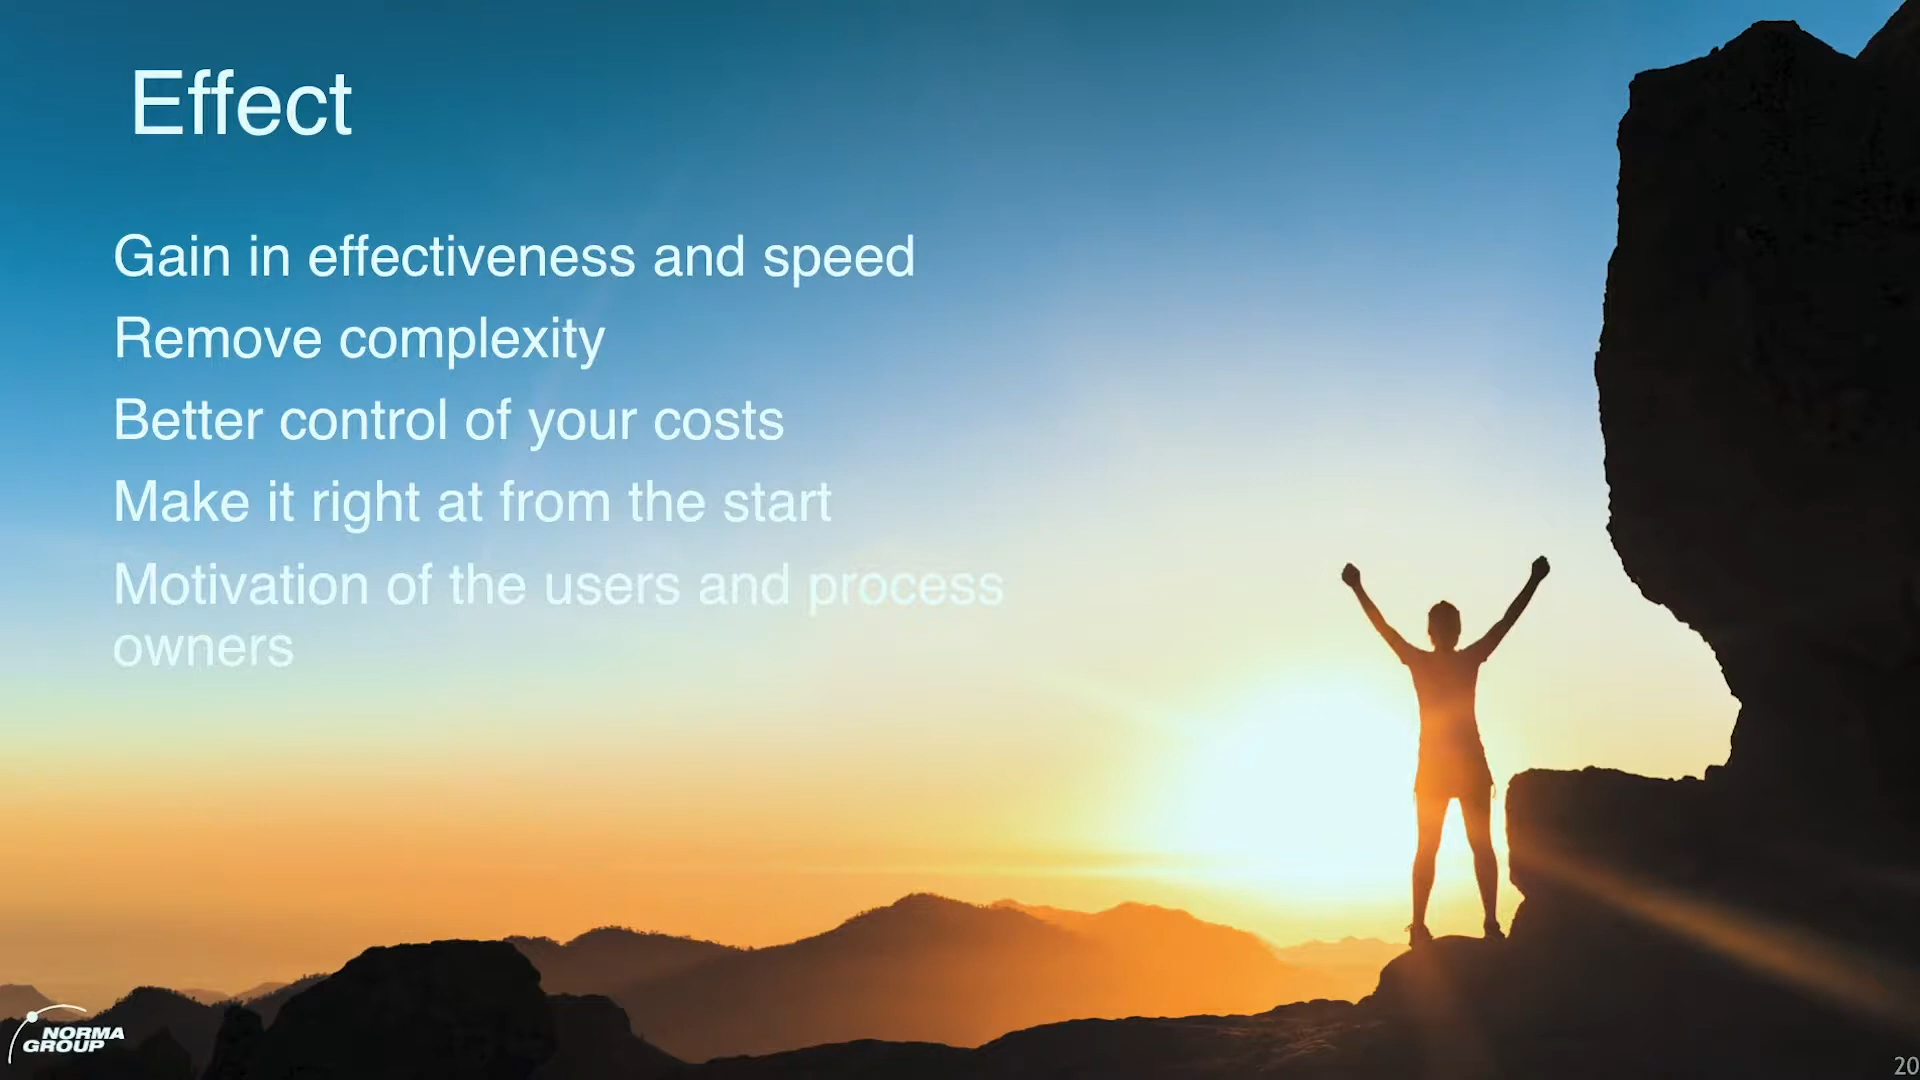 Effect
Gain in effectiveness and speed
Remove complexity
Better control of your costs
Make it right at from the start
Motivation of the users and process
owners
NORMA
GROUP
20